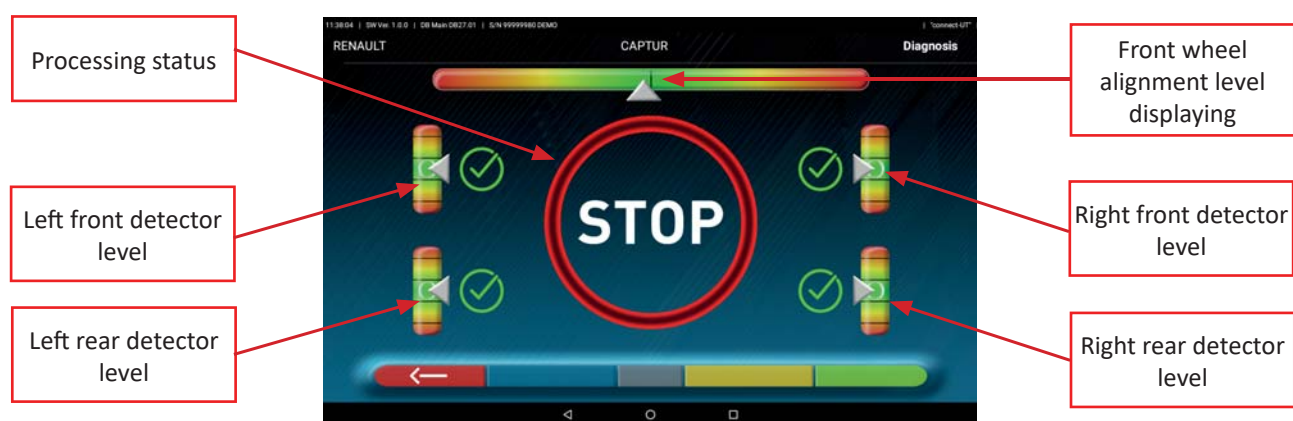 11:38:04 | SW Ver. 1.0.0 | DB Main DB27.01 | S/N 99999980 DEMO | "connect-UT"
RENAULT CAPTUR Diagnosis
Processing status
Front wheel
alignment level
displaying
Left front detector
level
STOP
Right front detector
level
Left rear detector
level
Right rear detector
level